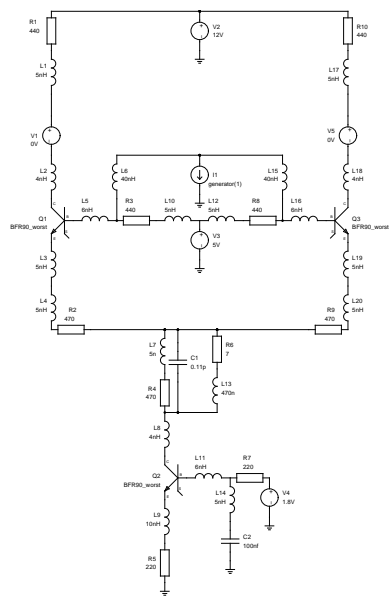 R1
440
V2
12V
R10
440
L1
5nH
L17
5nH
V1
0V
V5
0V
L2
4nH
L6
40nH
I1
generator(1)
L15
40nH
L18
4nH
L5
6nH
R3
440
L10
5nH
L12
5nH
R8
440
L16
6nH
Q1
BFR90_worst
Q3
BFR90_worst
V3
5V
L3
5nH
L19
5nH
L4
5nH
L20
5nH
R2
470
R9
470
L7
5n
C1
0.11p
R6
7
R4
470
L13
470n
L8
4nH
L11
6nH
R7
220
Q2
BFR90_worst
L14
5nH
V4
1.8V
L9
10nH
C2
100nf
R5
220